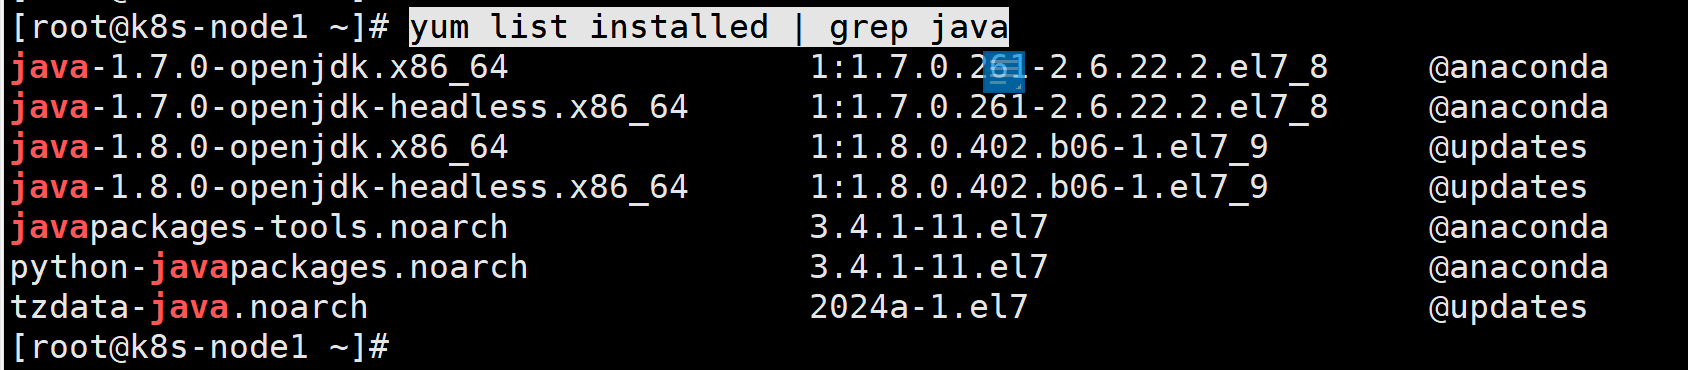 [root@k8s-node1 ~]# yum list installed | grep java
java-1.7.0-openjdk.x86_64 1:1.7.0.261-2.6.22.2.el7_8 @anaconda
java-1.7.0-openjdk-headless.x86_64 1:1.7.0.261-2.6.22.2.el7_8 @anaconda
java-1.8.0-openjdk.x86_64 1:1.8.0.402.b06-1.el7_9 @updates
java-1.8.0-openjdk-headless.x86_64 1:1.8.0.402.b06-1.el7_9 @updates
javapackages-tools.noarch 3.4.1-11.el7 @anaconda
python-javapackages.noarch 3.4.1-11.el7 @anaconda
tzdata-java.noarch 2024a-1.el7 @updates
[root@k8s-node1 ~]#